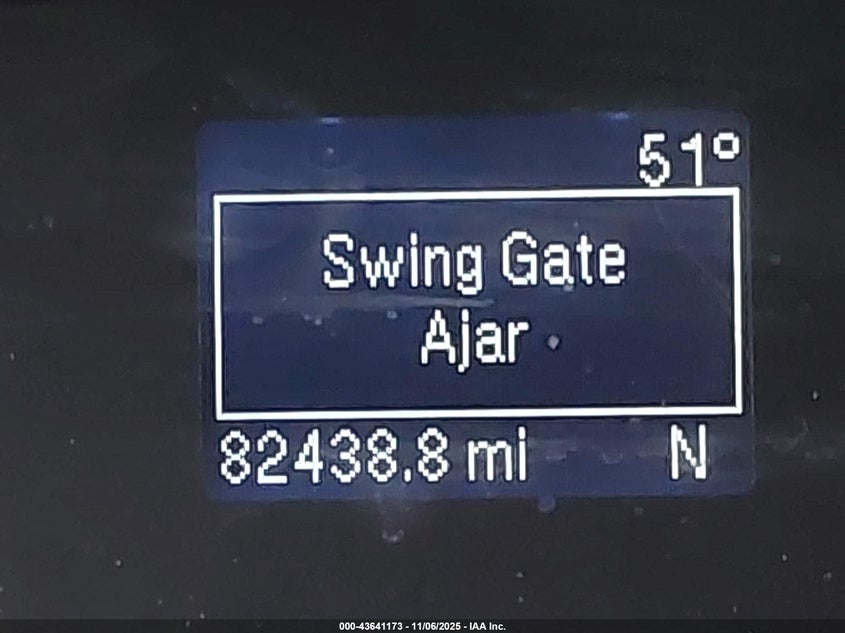 51°
Swing Gate
Ajar
82438.8 mi N
000-43641173 - 11/06/2025 - IAA Inc.